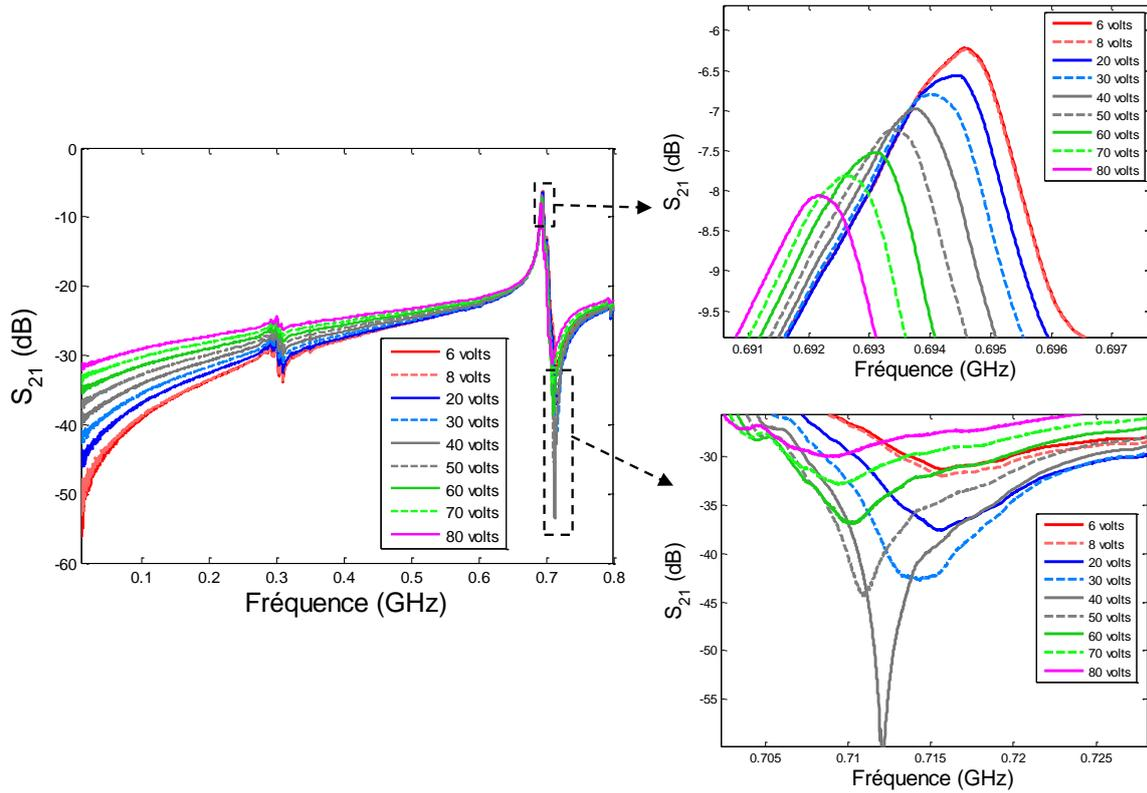 0
-10
-20
-30
-40
-50
-60
0.1 0.2 0.3 0.4 0.5 0.6 0.7 0.8
Fréquence (GHz)
S21 (dB)
6 volts
8 volts
20 volts
30 volts
40 volts
50 volts
60 volts
70 volts
80 volts
-6
-6.5
-7
-7.5
-8
-8.5
-9
-9.5
0.691 0.692 0.693 0.694 0.695 0.696 0.697
Fréquence (GHz)
S21 (dB)
6 volts
8 volts
20 volts
30 volts
40 volts
50 volts
60 volts
70 volts
80 volts
-30
-35
-40
-45
-50
-55
0.705 0.71 0.715 0.72 0.725
Fréquence (GHz)
S21 (dB)
6 volts
8 volts
20 volts
30 volts
40 volts
50 volts
60 volts
70 volts
80 volts